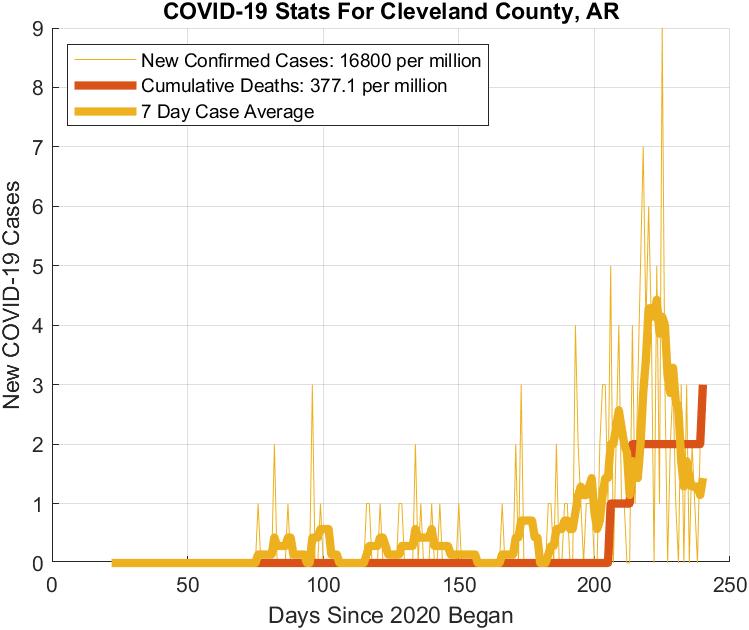 COVID-19 Stats For Cleveland County, AR
New Confirmed Cases: 16800 per million
Cumulative Deaths: 377.1 per million
7 Day Case Average
New COVID-19 Cases
9
8
7
6
5
4
3
2
1
0
0 50 100 150 200 250
Days Since 2020 Began